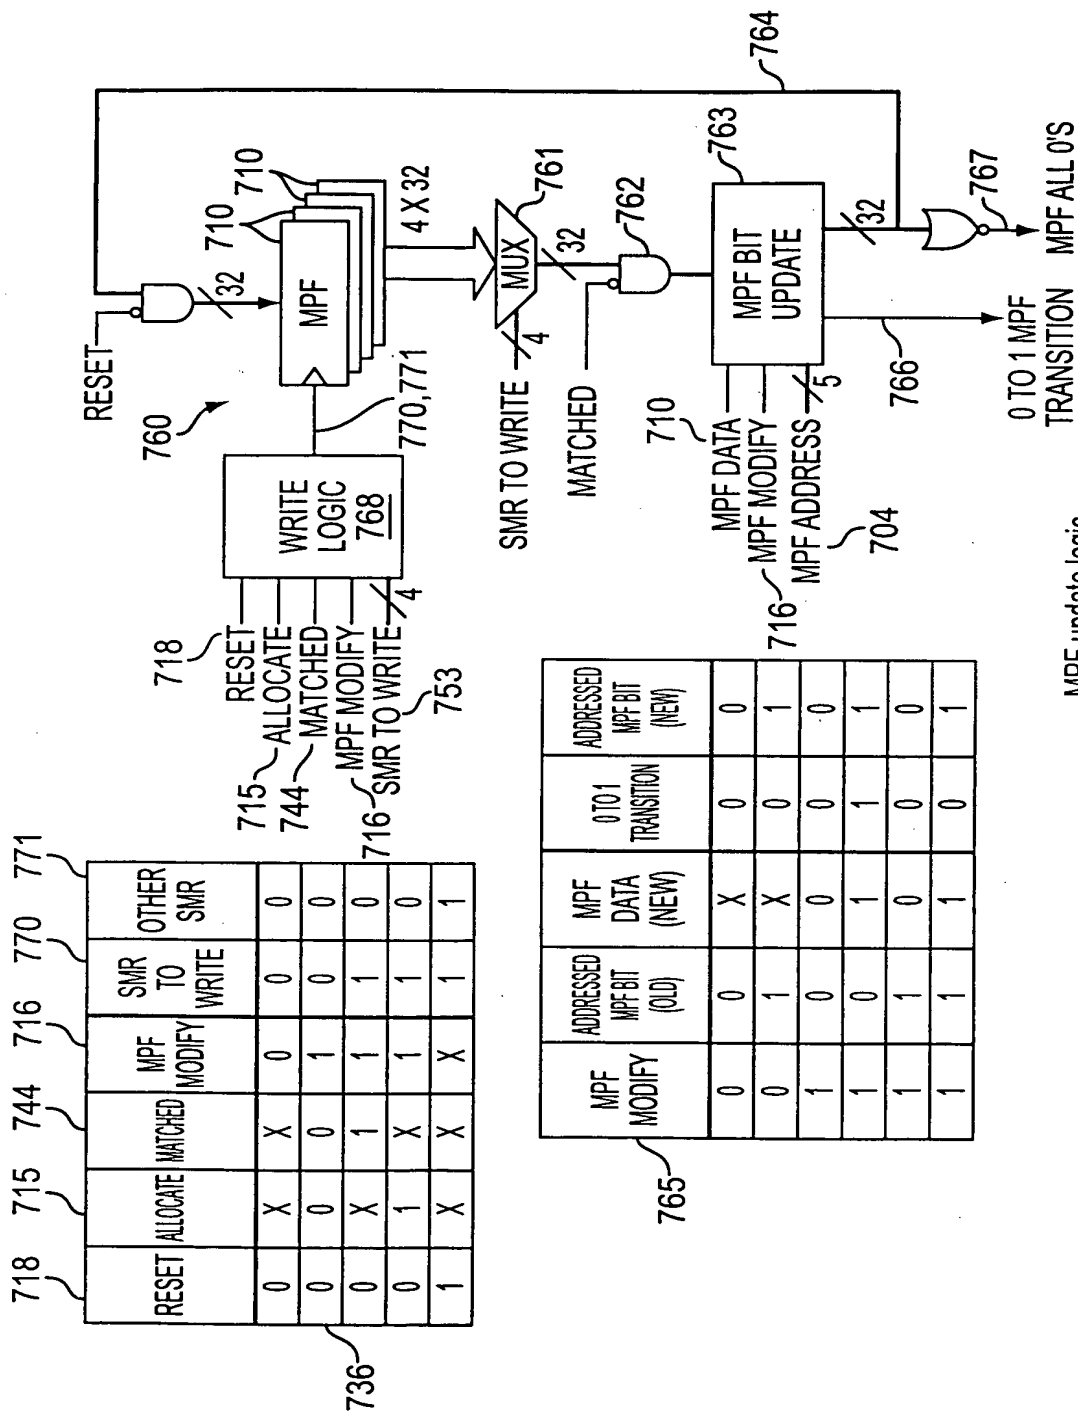 718
715
744
716
770
771
RESET
ALLOCATE
MATCHED
MPF MODIFY
SMR TO WRITE
OTHER SMR
0 X X 0 0 0
0 0 0 1 0 0
0 X 1 1 1 0
0 1 X 1 1 0
1 X X X 1 1
736
765
MPF MODIFY
ADDRESSED MPF BIT (OLD)
MPF DATA (NEW)
0 TO 1 TRANSITION
ADDRESSED MPF BIT (NEW)
0 0 X 0 0
0 1 X 0 1
1 0 0 0 0
1 0 1 1 1
1 1 0 0 0
1 1 1 0 1
760
718
RESET
715
ALLOCATE
744
MATCHED
716
MPF MODIFY
SMR TO WRITE
753
4
WRITE
LOGIC
768
770,771
RESET
32
710
710
MPF
4 X 32
SMR TO WRITE
4
MUX
761
32
MATCHED
762
710
MPF DATA
716
MPF MODIFY
MPF ADDRESS
704
5
MPF BIT
UPDATE
763
32
764
766
767
0 TO 1 MPF
TRANSITION
MPF ALL 0'S